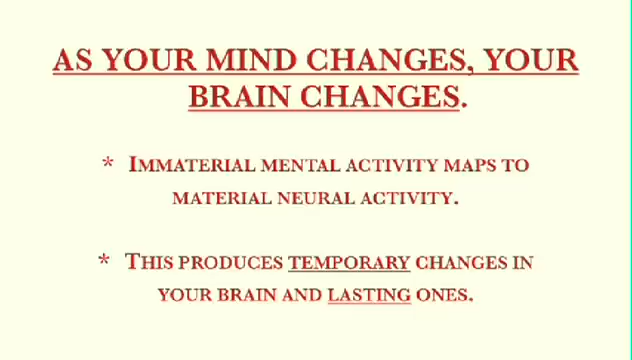 AS YOUR MIND CHANGES, YOUR
BRAIN CHANGES.
* IMMATERIAL MENTAL ACTIVITY MAPS TO
MATERIAL NEURAL ACTIVITY.
* THIS PRODUCES TEMPORARY CHANGES IN
YOUR BRAIN AND LASTING ONES.